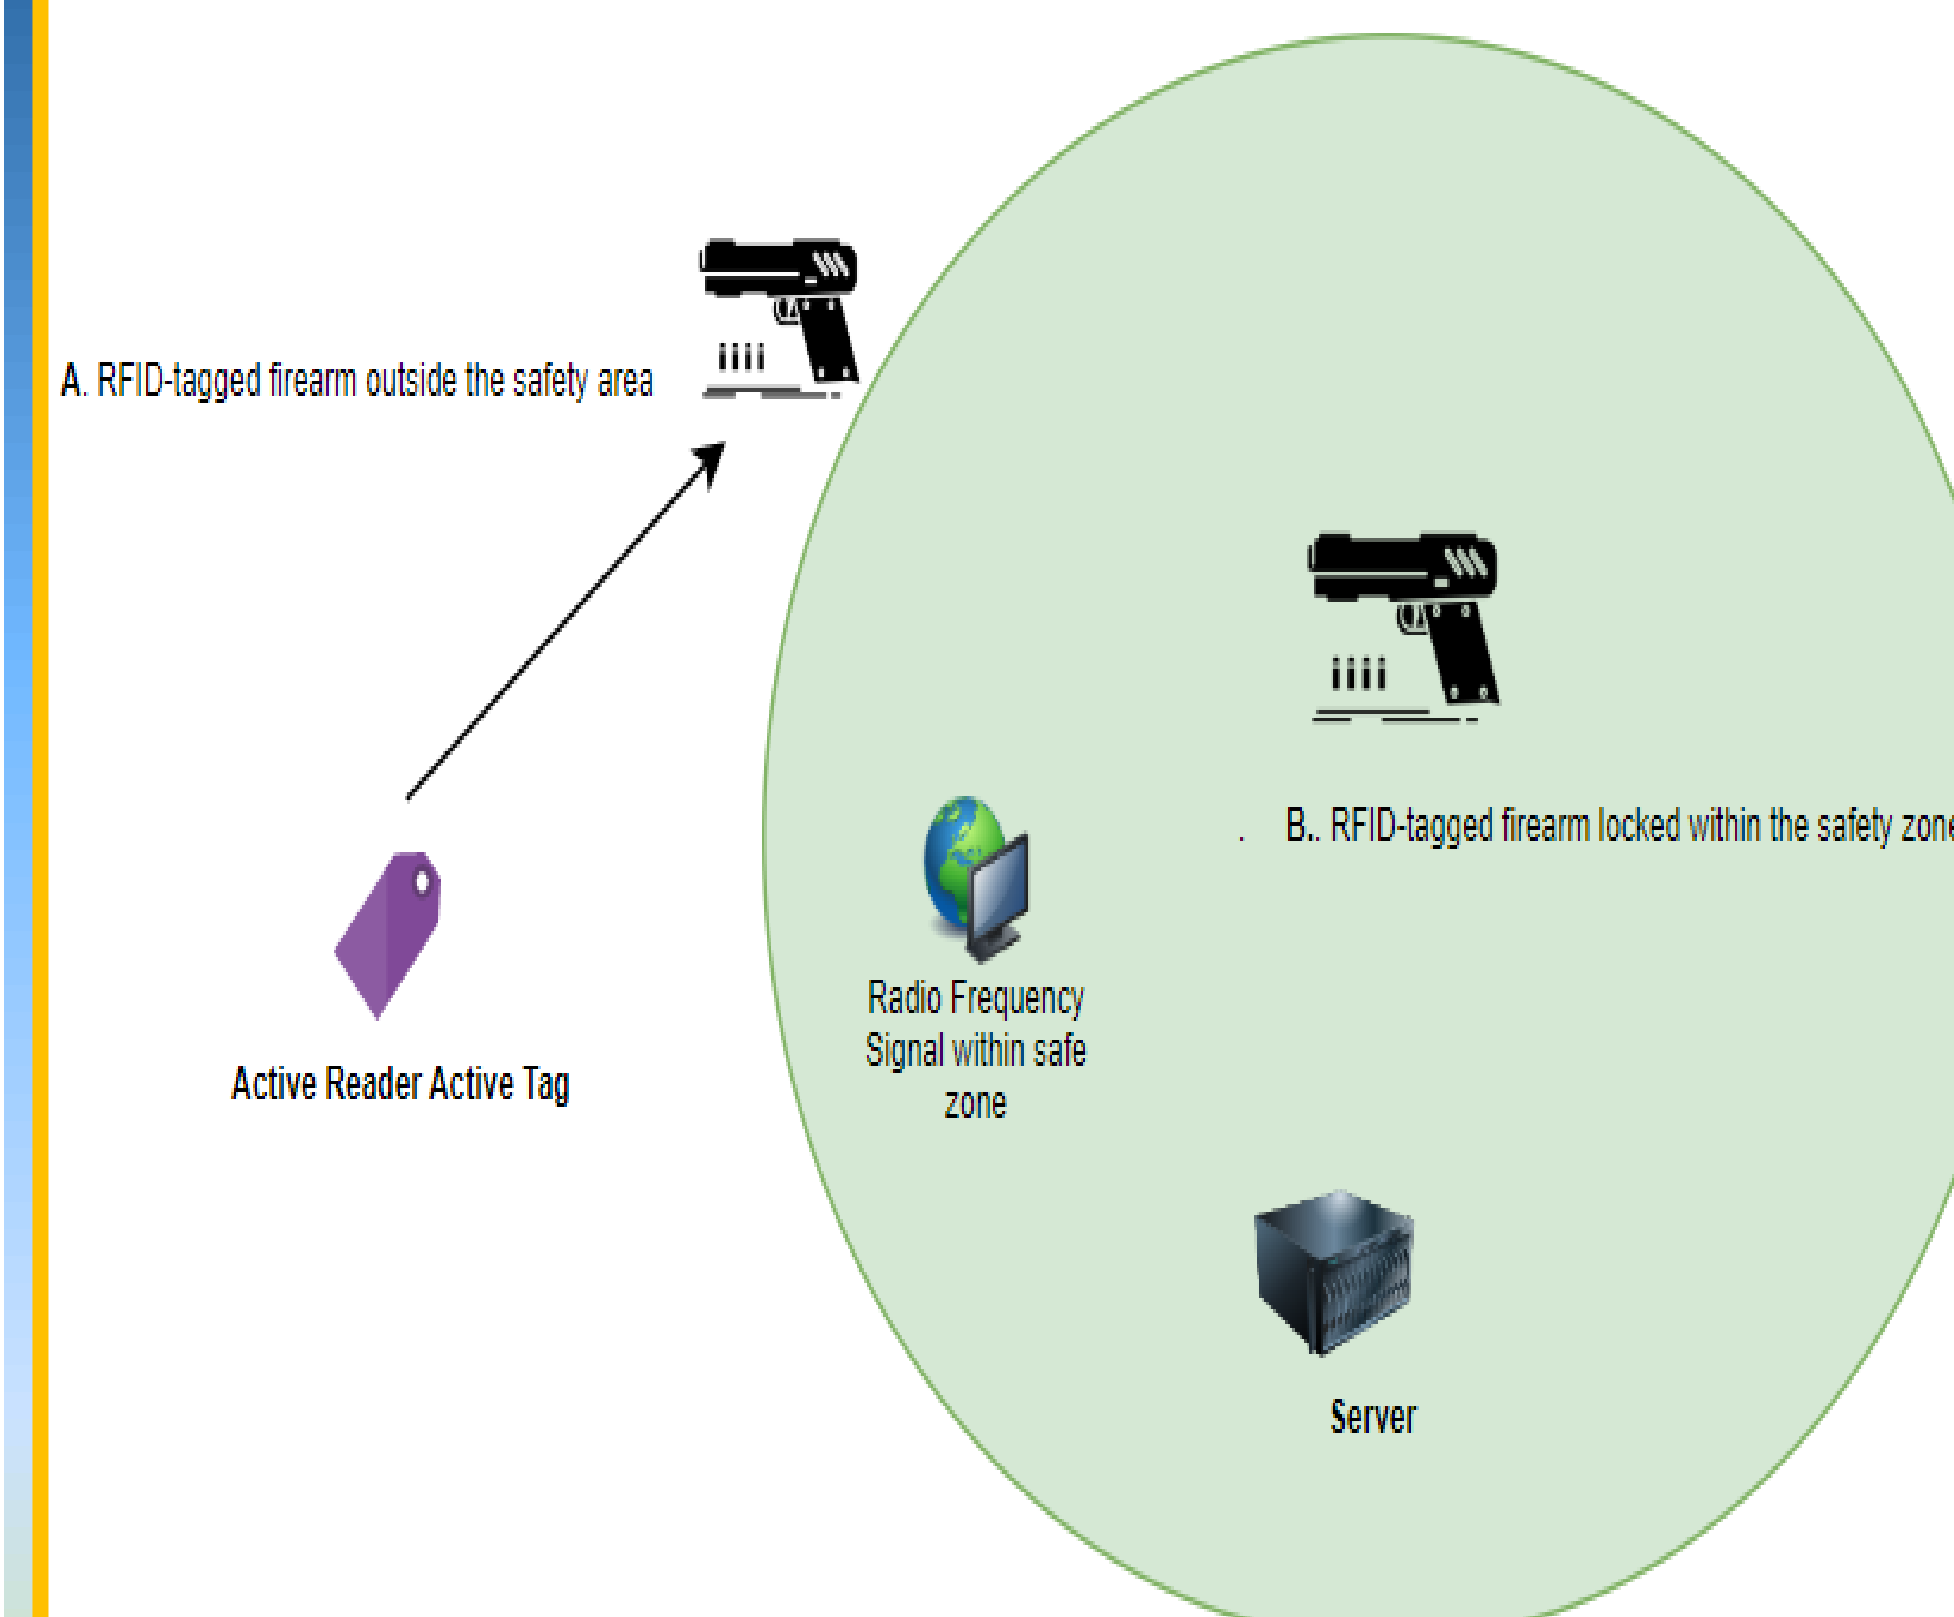 A. RFID-tagged firearm outside the safety area
. B.. RFID-tagged firearm locked within the safety zone
Radio Frequency
Signal within safe
zone
Active Reader Active Tag
Server